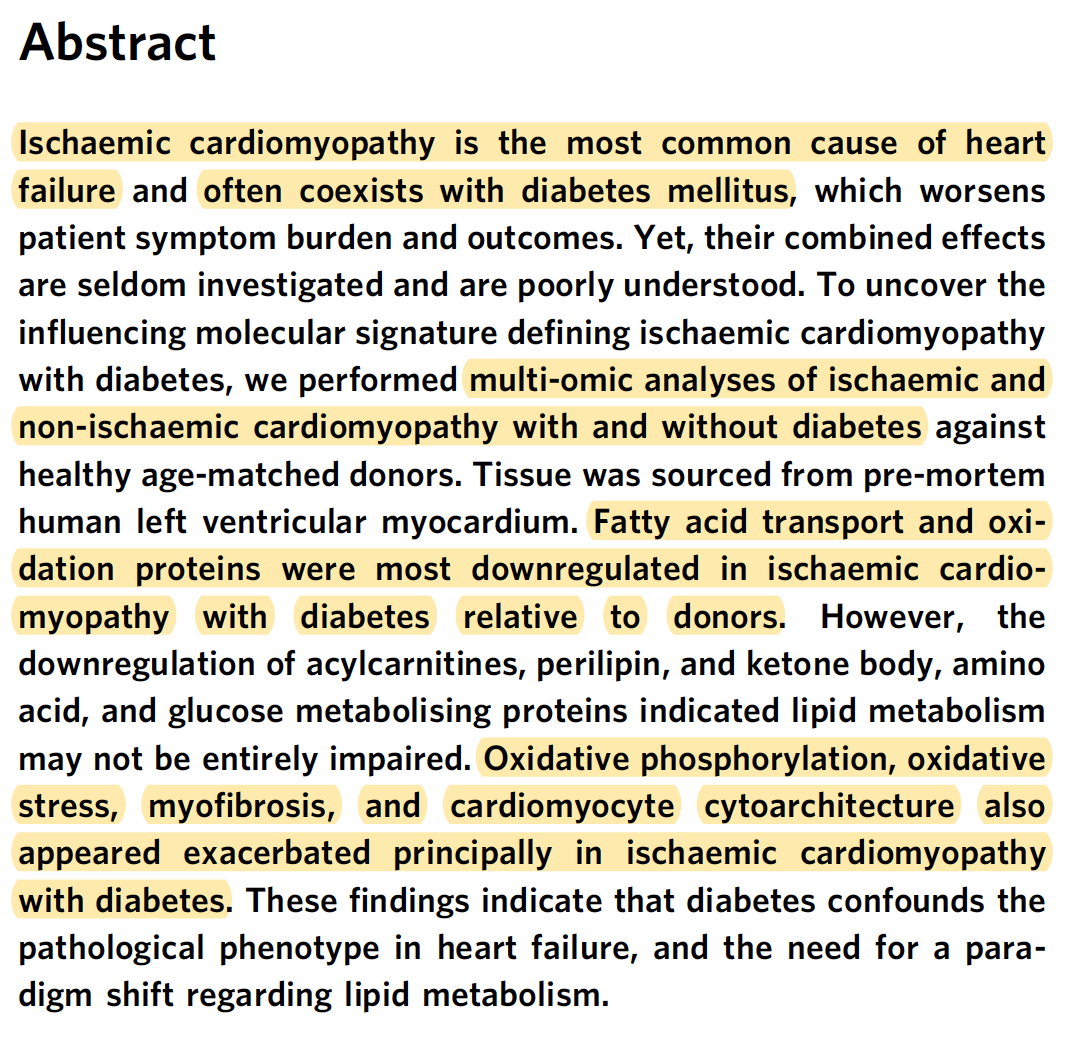 Abstract
Ischaemic cardiomyopathy is the most common cause of heart
failure and often coexists with diabetes mellitus, which worsens
patient symptom burden and outcomes. Yet, their combined effects
are seldom investigated and are poorly understood. To uncover the
influencing molecular signature defining ischaemic cardiomyopathy
with diabetes, we performed multi-omic analyses of ischaemic and
non-ischaemic cardiomyopathy with and without diabetes against
healthy age-matched donors. Tissue was sourced from pre-mortem
human left ventricular myocardium. Fatty acid transport and oxi-
dation proteins were most downregulated in ischaemic cardio-
myopathy with diabetes relative to donors. However, the
downregulation of acylcarnitines, perilipin, and ketone body, amino
acid, and glucose metabolising proteins indicated lipid metabolism
may not be entirely impaired. Oxidative phosphorylation, oxidative
stress, myofibrosis, and cardiomyocyte cytoarchitecture also
appeared exacerbated principally in ischaemic cardiomyopathy
with diabetes. These findings indicate that diabetes confounds the
pathological phenotype in heart failure, and the need for a para-
digm shift regarding lipid metabolism.